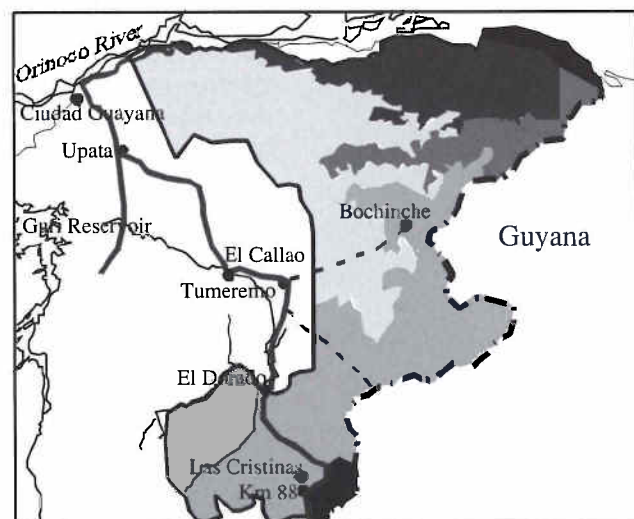 Orinoco River
Ciudad Guayana
Upata
Guri Reservoir
Bochinche
Guyana
El Callao
Tumeremo
El Dorado
Las Cristinas
Km 88